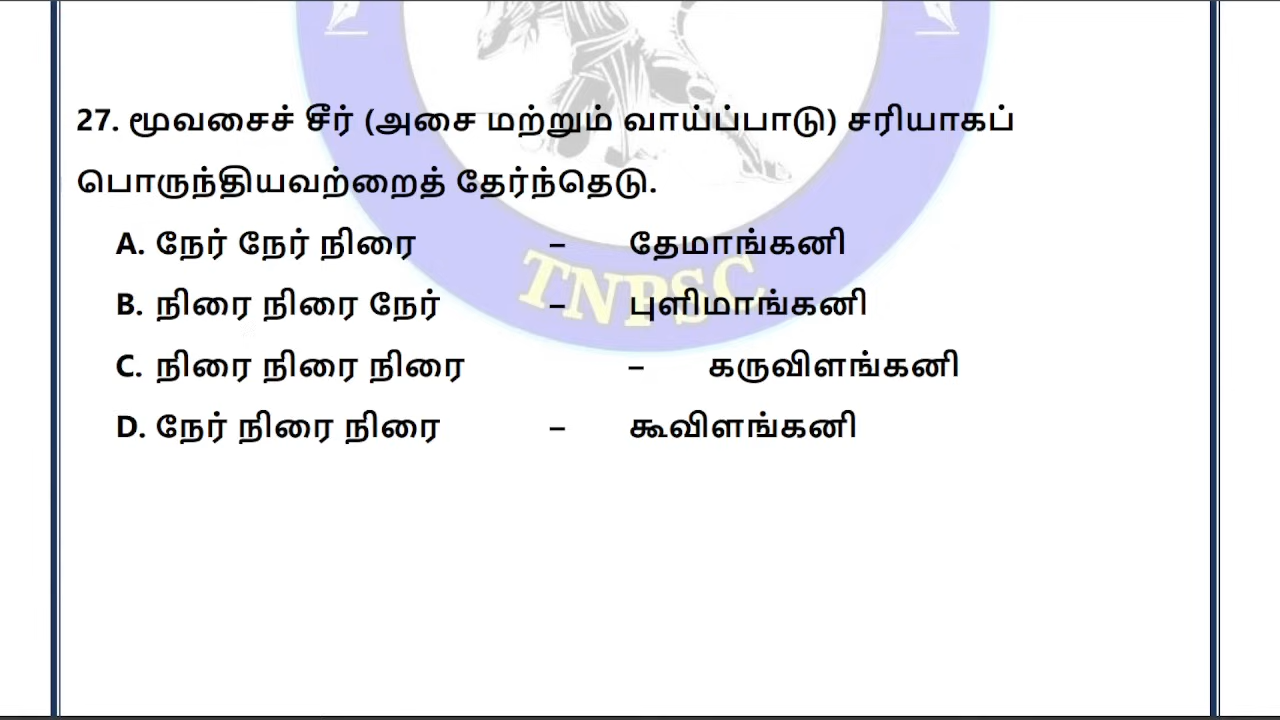 27. மூவசைச் சீர் (அசை மற்றும் வாய்ப்பாடு) சரியாகப்
பொருந்தியவற்றைத் தேர்ந்தெடு.
A. நேர் நேர் நிரை – தேமாங்கனி
B. நிரை நிரை நேர் – புளிமாங்கனி
C. நிரை நிரை நிரை – கருவிளங்கனி
D. நேர் நிரை நிரை – கூவிளங்கனி
TNPSC